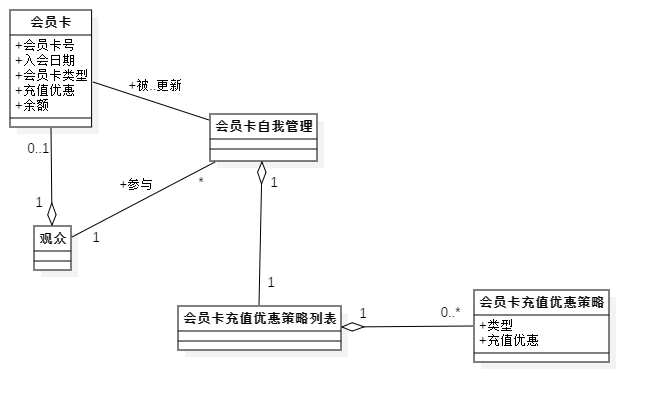 会员卡
+会员卡号
+入会日期
+会员卡类型
+充值优惠
+余额
+被..更新
会员卡自我管理
0..1
+参与
*
1
1
观众
1
1
会员卡充值优惠策略列表
1
0..*
会员卡充值优惠策略
+类型
+充值优惠